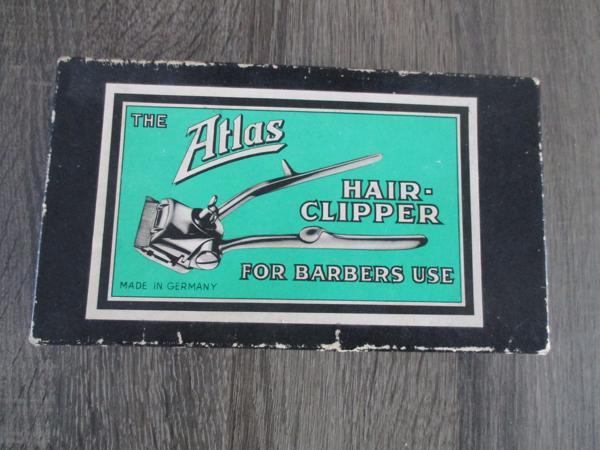 THE
Atlas
HAIR-
CLIPPER
FOR BARBERS USE
MADE IN GERMANY